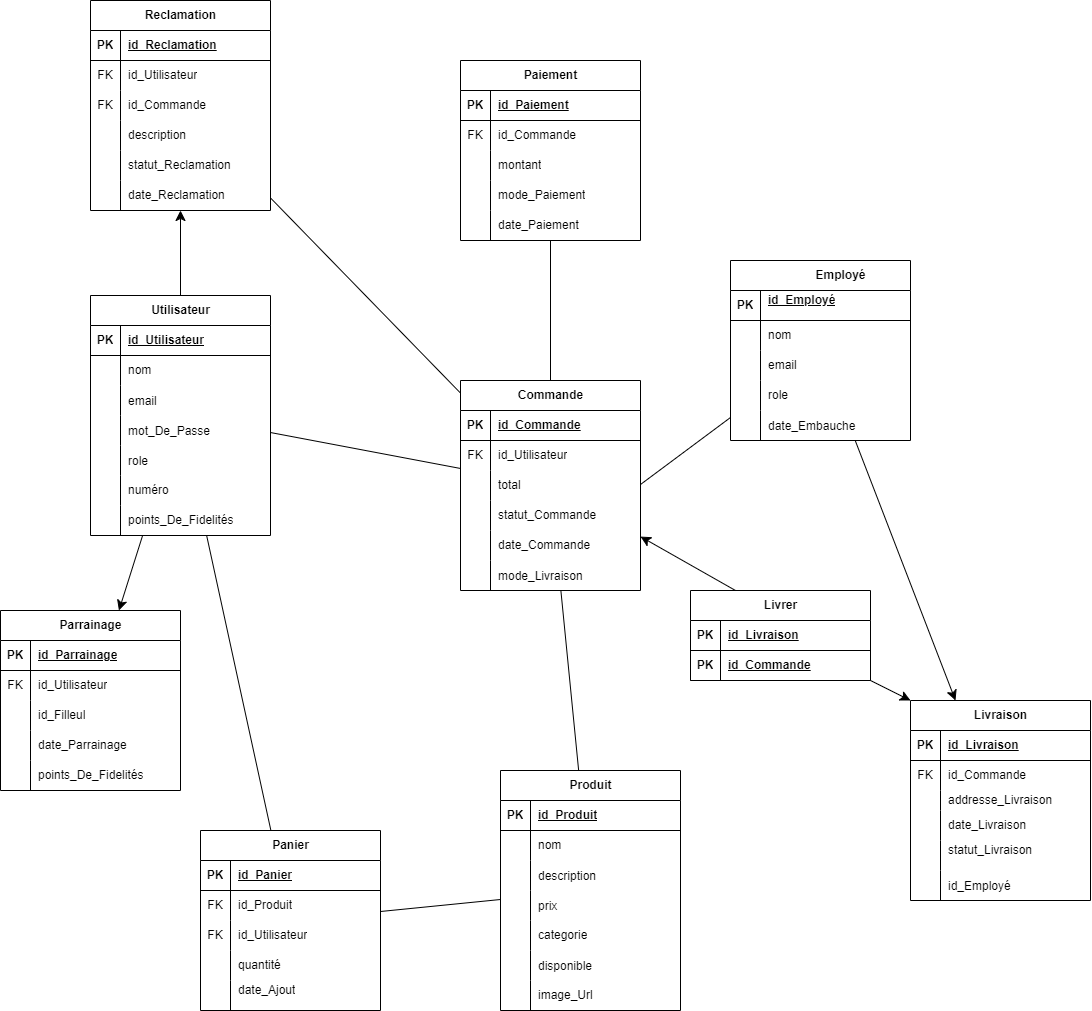 Reclamation
PK id_Reclamation
FK id_Utilisateur
FK id_Commande
description
statut_Reclamation
date_Reclamation
Paiement
PK id_Paiement
FK id_Commande
montant
mode_Paiement
date_Paiement
Employé
PK id_Employé
nom
email
role
date_Embauche
Utilisateur
PK id_Utilisateur
nom
email
mot_De_Passe
role
numéro
points_De_Fidelités
Commande
PK id_Commande
FK id_Utilisateur
total
statut_Commande
date_Commande
mode_Livraison
Livrer
PK id_Livraison
PK id_Commande
Parrainage
PK id_Parrainage
FK id_Utilisateur
id_Filleul
date_Parrainage
points_De_Fidelités
Livraison
PK id_Livraison
FK id_Commande
addresse_Livraison
date_Livraison
statut_Livraison
id_Employé
Produit
PK id_Produit
nom
description
prix
categorie
disponible
image_Url
Panier
PK id_Panier
FK id_Produit
FK id_Utilisateur
quantité
date_Ajout